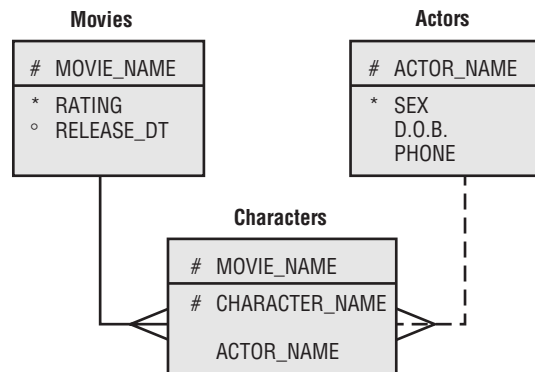 Movies
# MOVIE_NAME
* RATING
° RELEASE_DT
Actors
# ACTOR_NAME
* SEX
D.O.B.
PHONE
Characters
# MOVIE_NAME
# CHARACTER_NAME
ACTOR_NAME